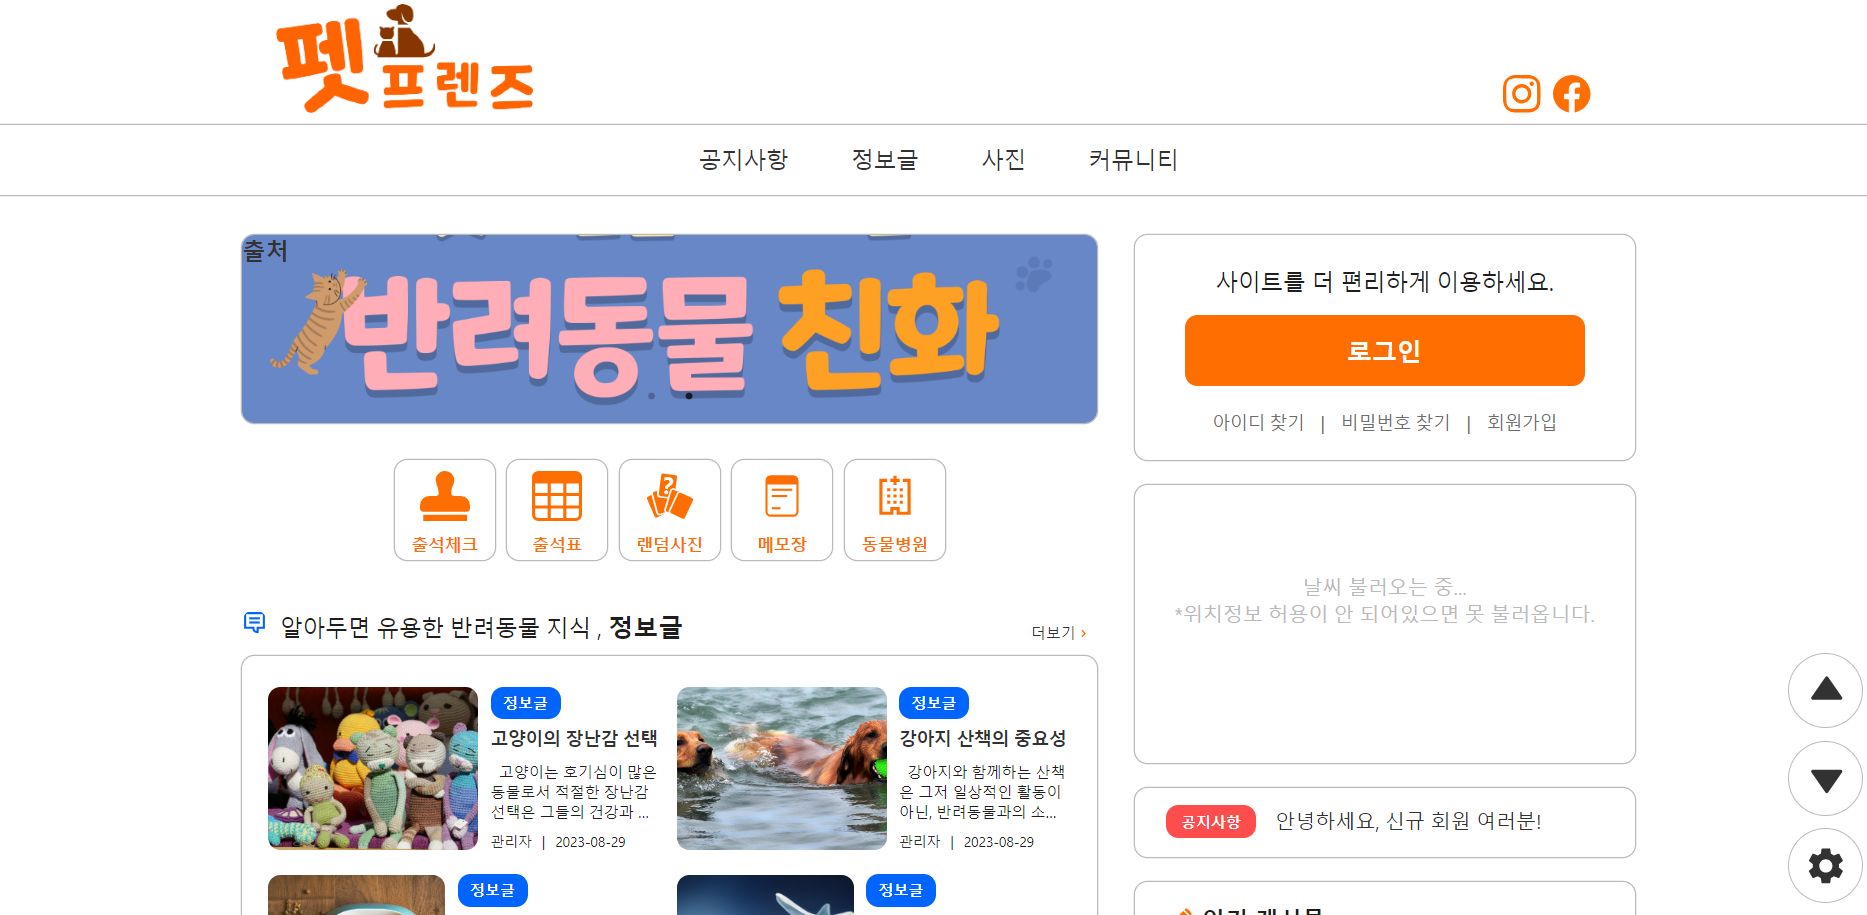 펫프렌즈
공지사항 정보글 사진 커뮤니티
출처
반려동물 친화
사이트를 더 편리하게 이용하세요.
로그인
아이디 찾기 | 비밀번호 찾기 | 회원가입
출석체크 출석표 랜덤사진 메모장 동물병원
날씨 불러오는 중...
*위치정보 허용이 안 되어있으면 못 불러옵니다.
알아두면 유용한 반려동물 지식 , 정보글
더보기 ›
정보글
고양이의 장난감 선택
고양이는 호기심이 많은
동물로서 적절한 장난감
선택은 그들의 건강과 ...
관리자 | 2023-08-29
정보글
강아지 산책의 중요성
강아지와 함께하는 산책
은 그저 일상적인 활동이
아닌, 반려동물과의 소...
관리자 | 2023-08-29
공지사항 안녕하세요, 신규 회원 여러분!
정보글
정보글
인기 게시물